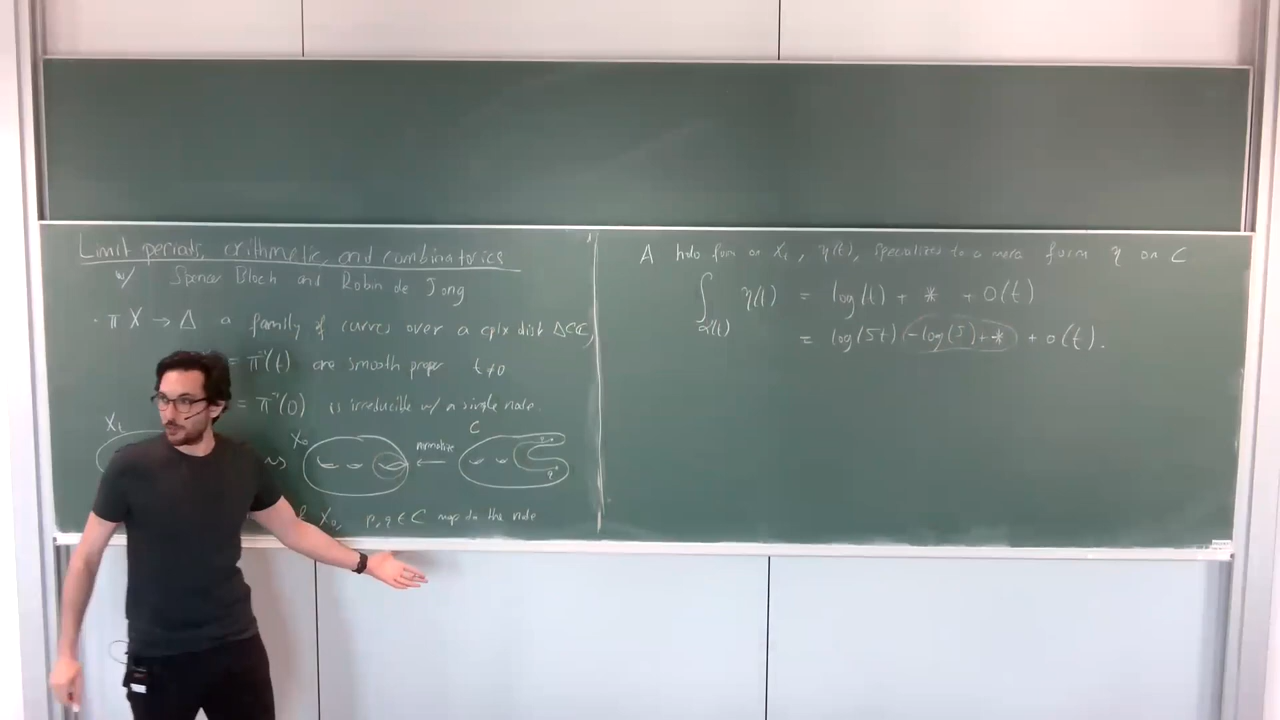 Limit periods, arithmetic, and combinatorics
w/ Spencer Bloch and Robin de Jong
· π X → Δ a family of curves over a cplx disk Δ⊂ℂ,
= π⁻¹(t) are smooth proper t≠0
= π⁻¹(0) is irreducible w/ a single node.
X_t
X_0
normalize
←
C
q
X_0, p,q ∈ C map to the node
A holo form on X_t, η(t), specializes to a mero form η on C
∫_{α(t)} η(t) = log(t) + * + O(t)
= log(5t) -log(5)+* + O(t).